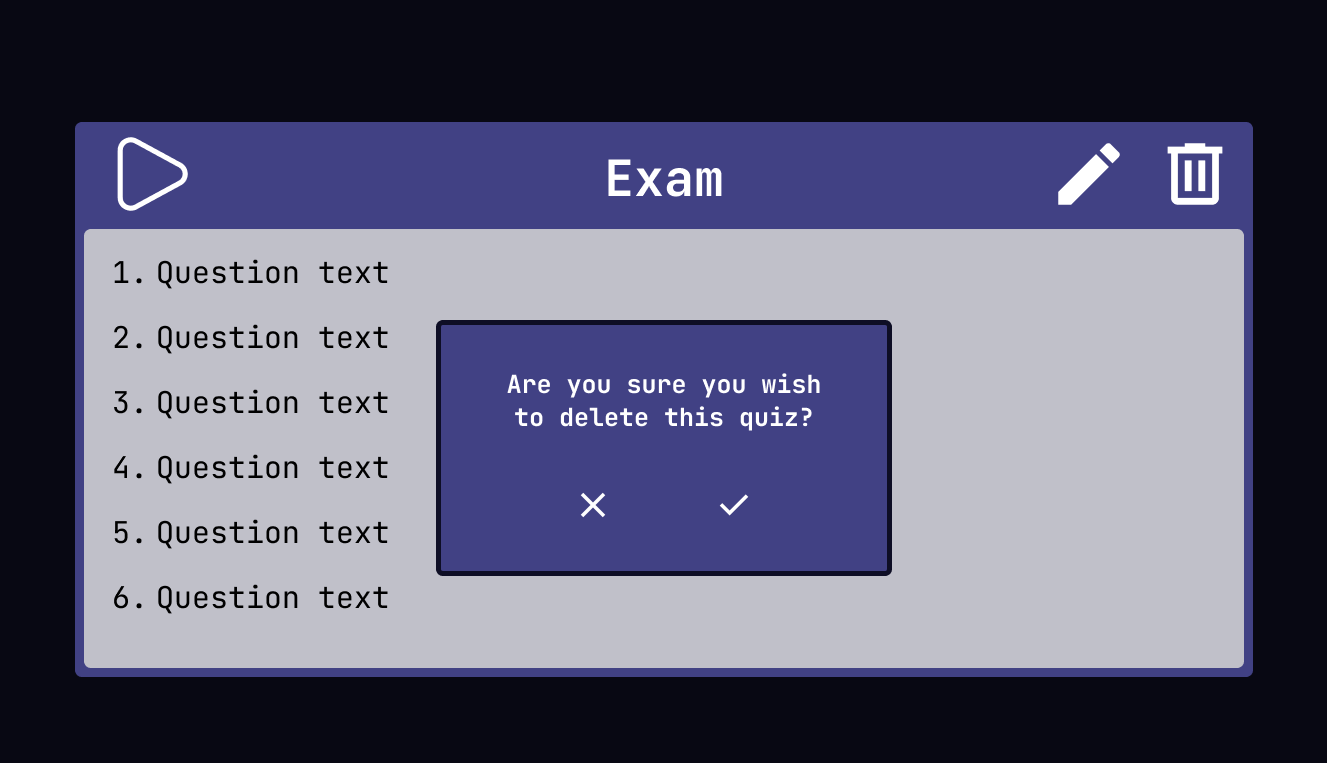 Exam
1. Question text
2. Question text
3. Question text
4. Question text
5. Question text
6. Question text
Are you sure you wish
to delete this quiz?